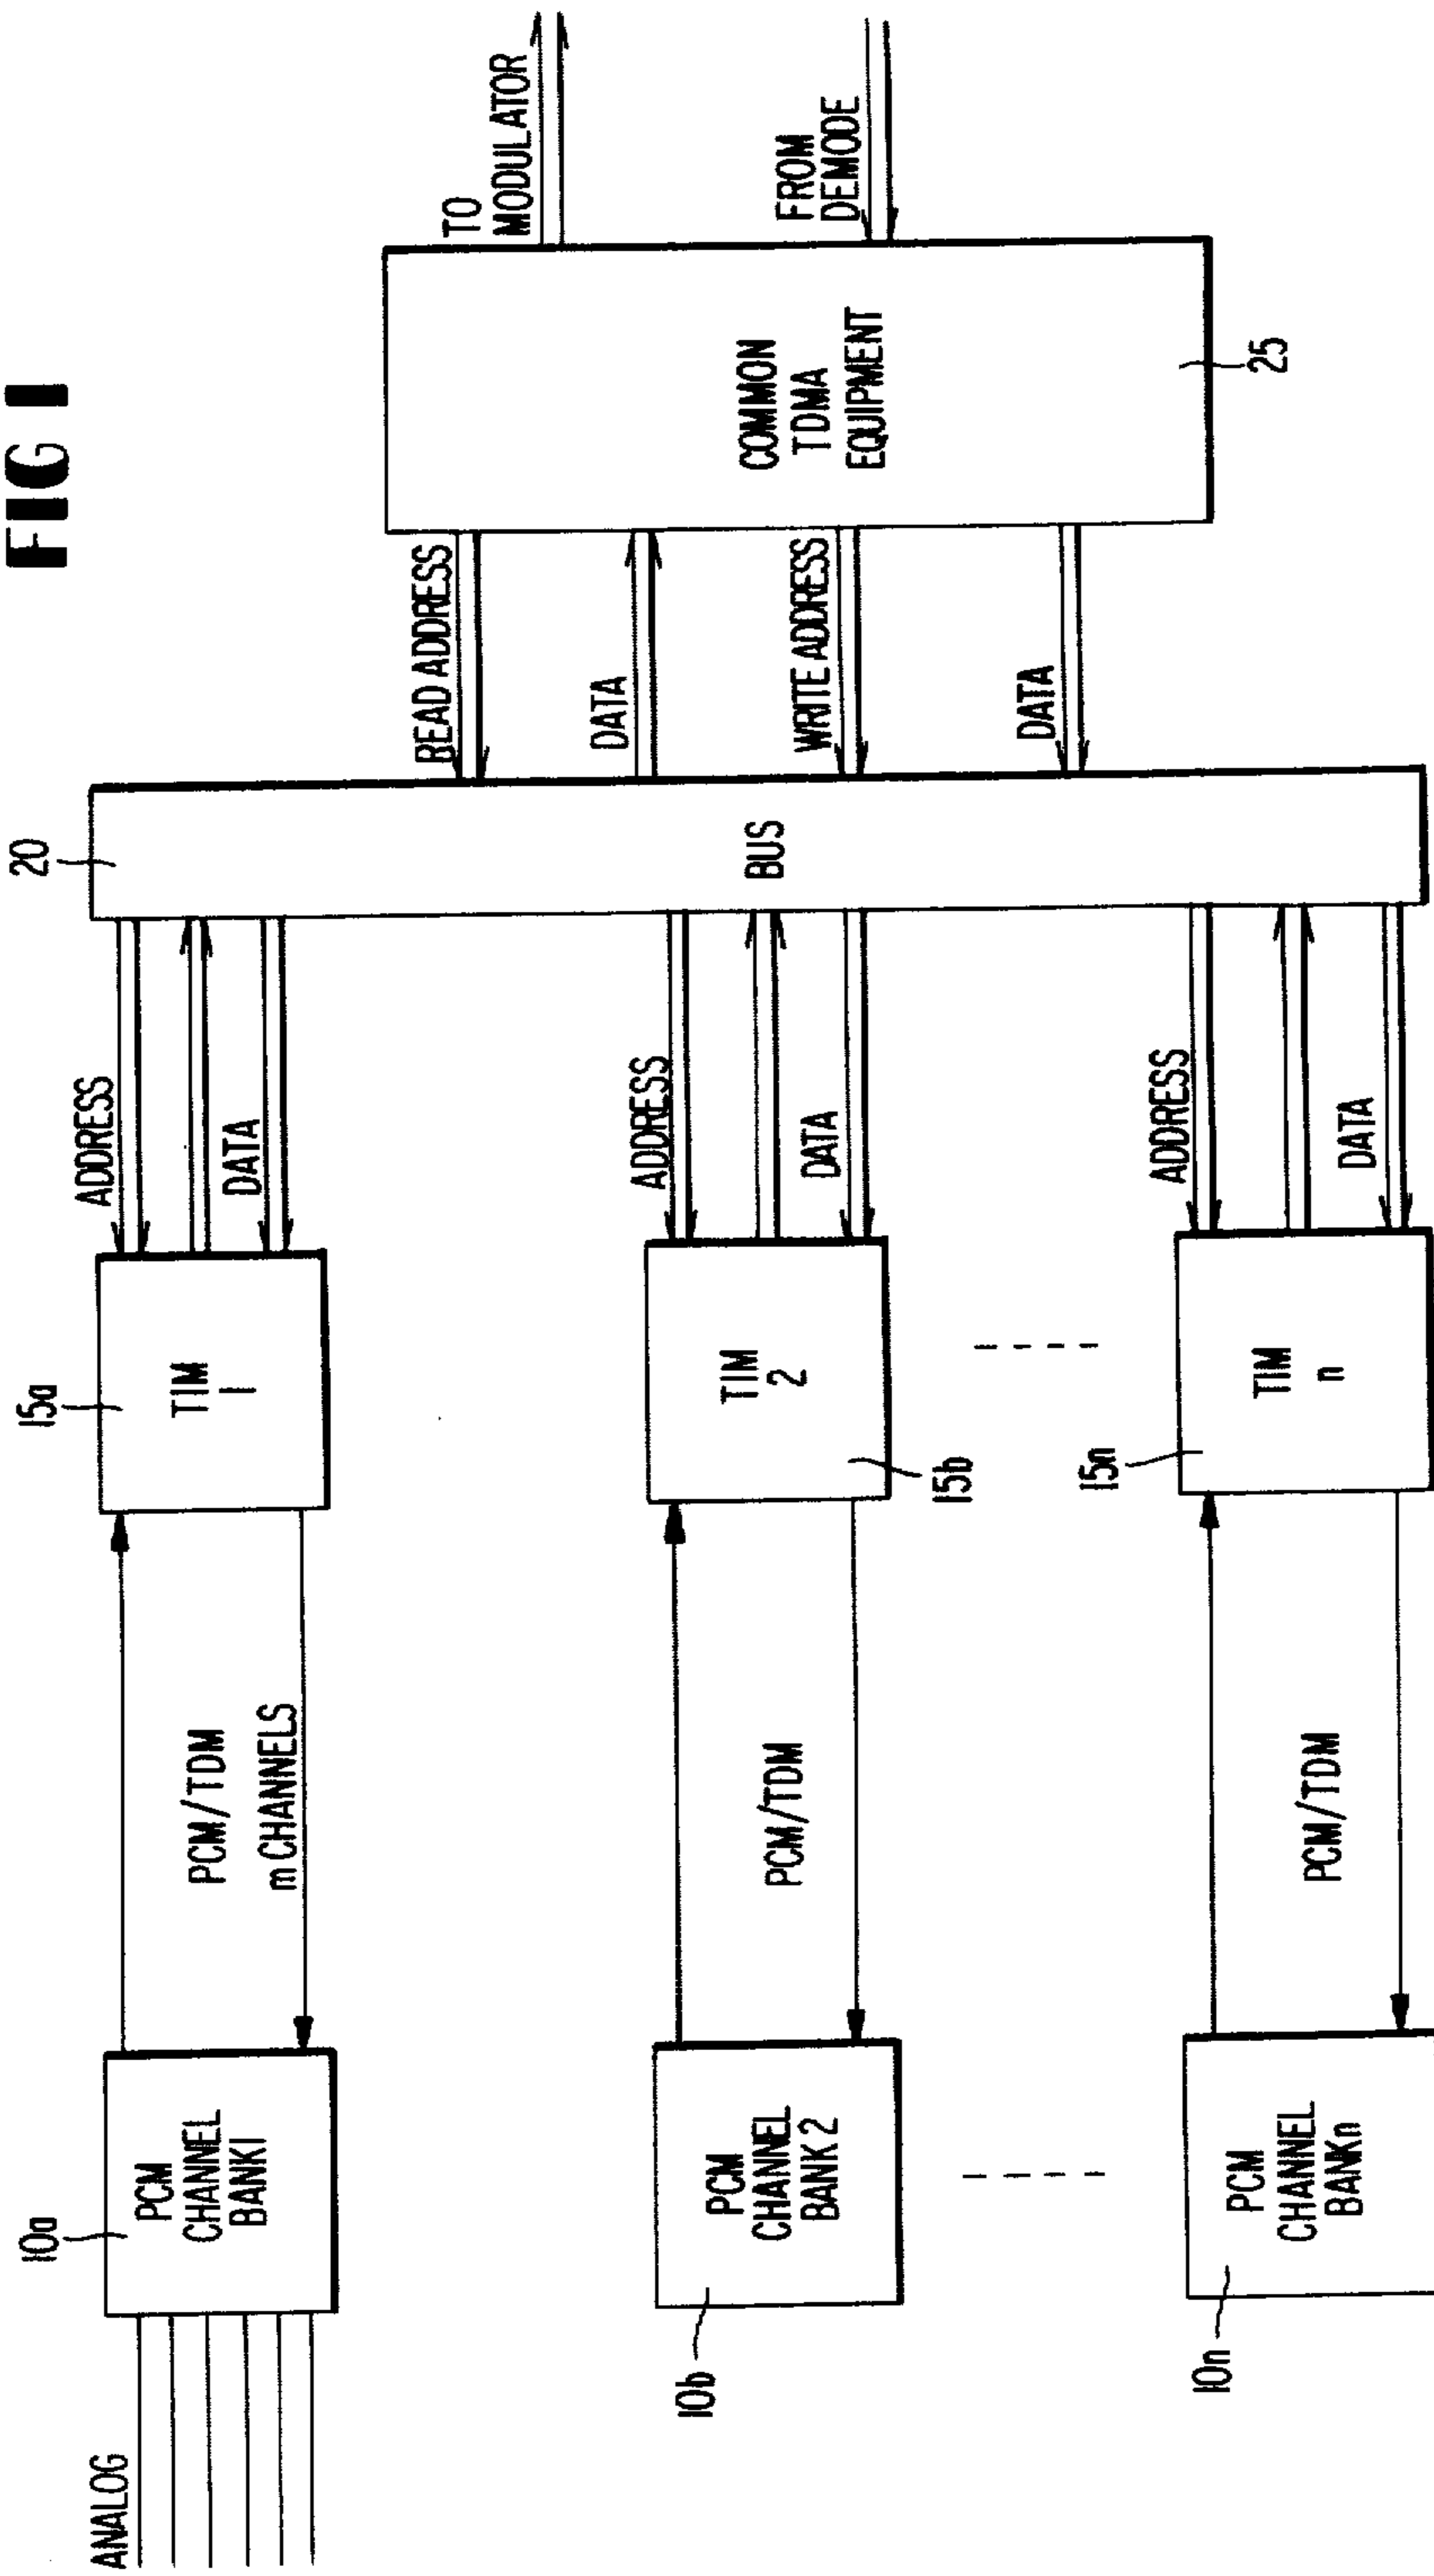 FIG 1
ANALOG
10a
PCM
CHANNEL
BANK1
PCM/TDM
m CHANNELS
15a
TIM
1
ADDRESS
DATA
20
BUS
READ ADDRESS
DATA
WRITE ADDRESS
DATA
COMMON
TDMA
EQUIPMENT
25
TO
MODULATOR
FROM
DEMODE
10b
PCM
CHANNEL
BANK 2
PCM/TDM
TIM
2
15b
ADDRESS
DATA
10n
PCM
CHANNEL
BANKn
PCM/TDM
15n
TIM
n
ADDRESS
DATA